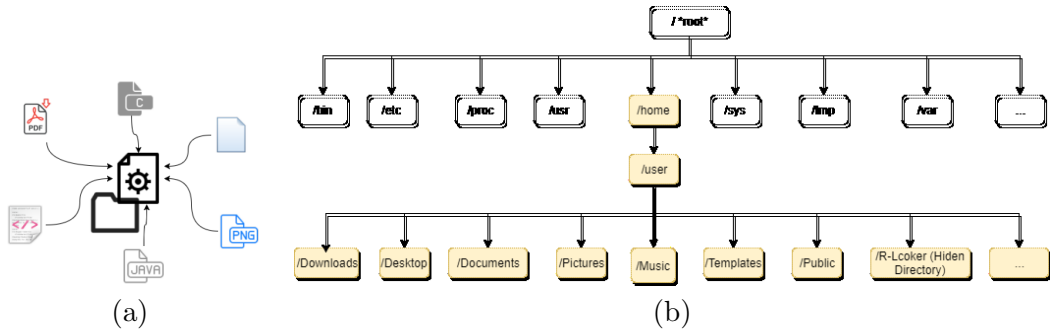 / *root*
/bin
/etc
/proc
/usr
/home
/sys
/tmp
/var
...
/user
/Downloads
/Desktop
/Documents
/Pictures
/Music
/Templates
/Public
/R-Lcoker (Hiden
Directory)
...
C
PDF
</>
JAVA
PNG
(a)
(b)